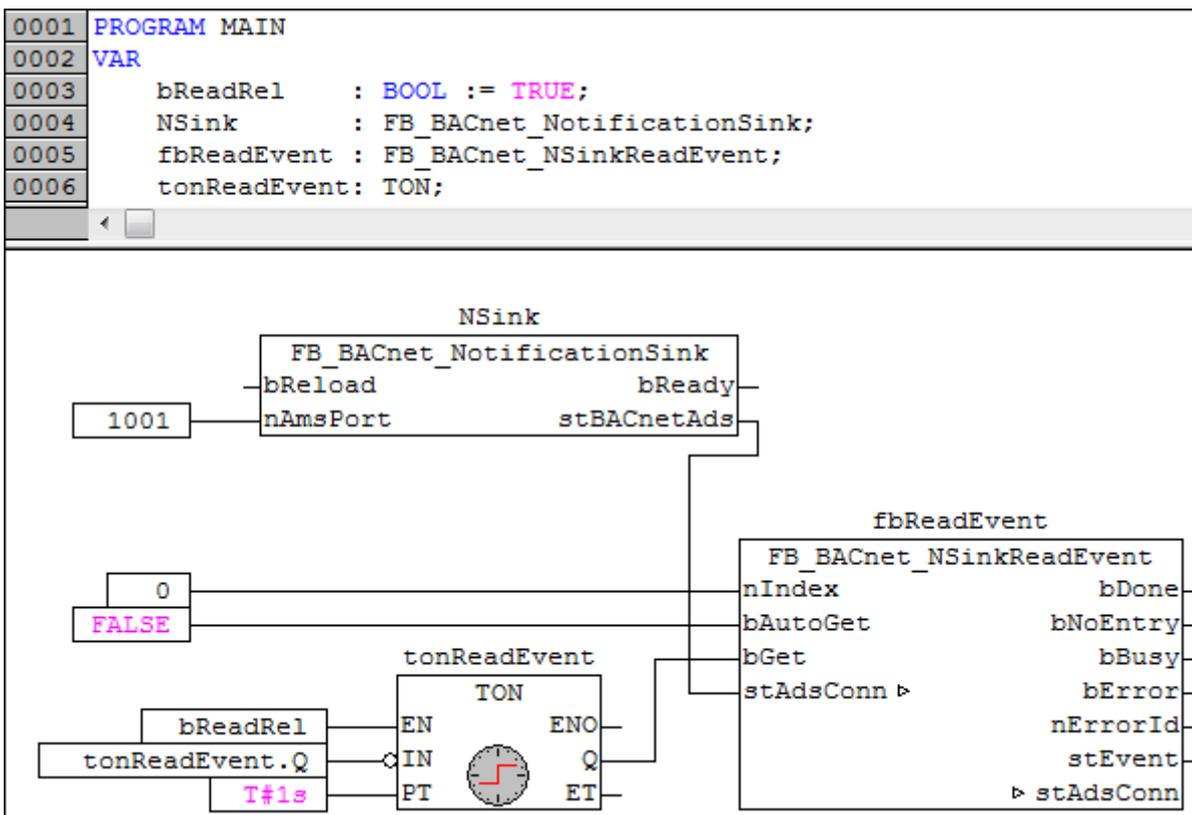 0001 PROGRAM MAIN
0002 VAR
0003 bReadRel : BOOL := TRUE;
0004 NSink : FB_BACnet_NotificationSink;
0005 fbReadEvent : FB_BACnet_NSinkReadEvent;
0006 tonReadEvent: TON;
NSink
FB_BACnet_NotificationSink
bReload bReady
1001 nAmsPort stBACnetAds
fbReadEvent
FB_BACnet_NSinkReadEvent
0 nIndex bDone
FALSE bAutoGet bNoEntry
tonReadEvent bGet bBusy
TON stAdsConn bError
bReadRel EN ENO nErrorId
tonReadEvent.Q IN Q stEvent
T#1s PT ET stAdsConn